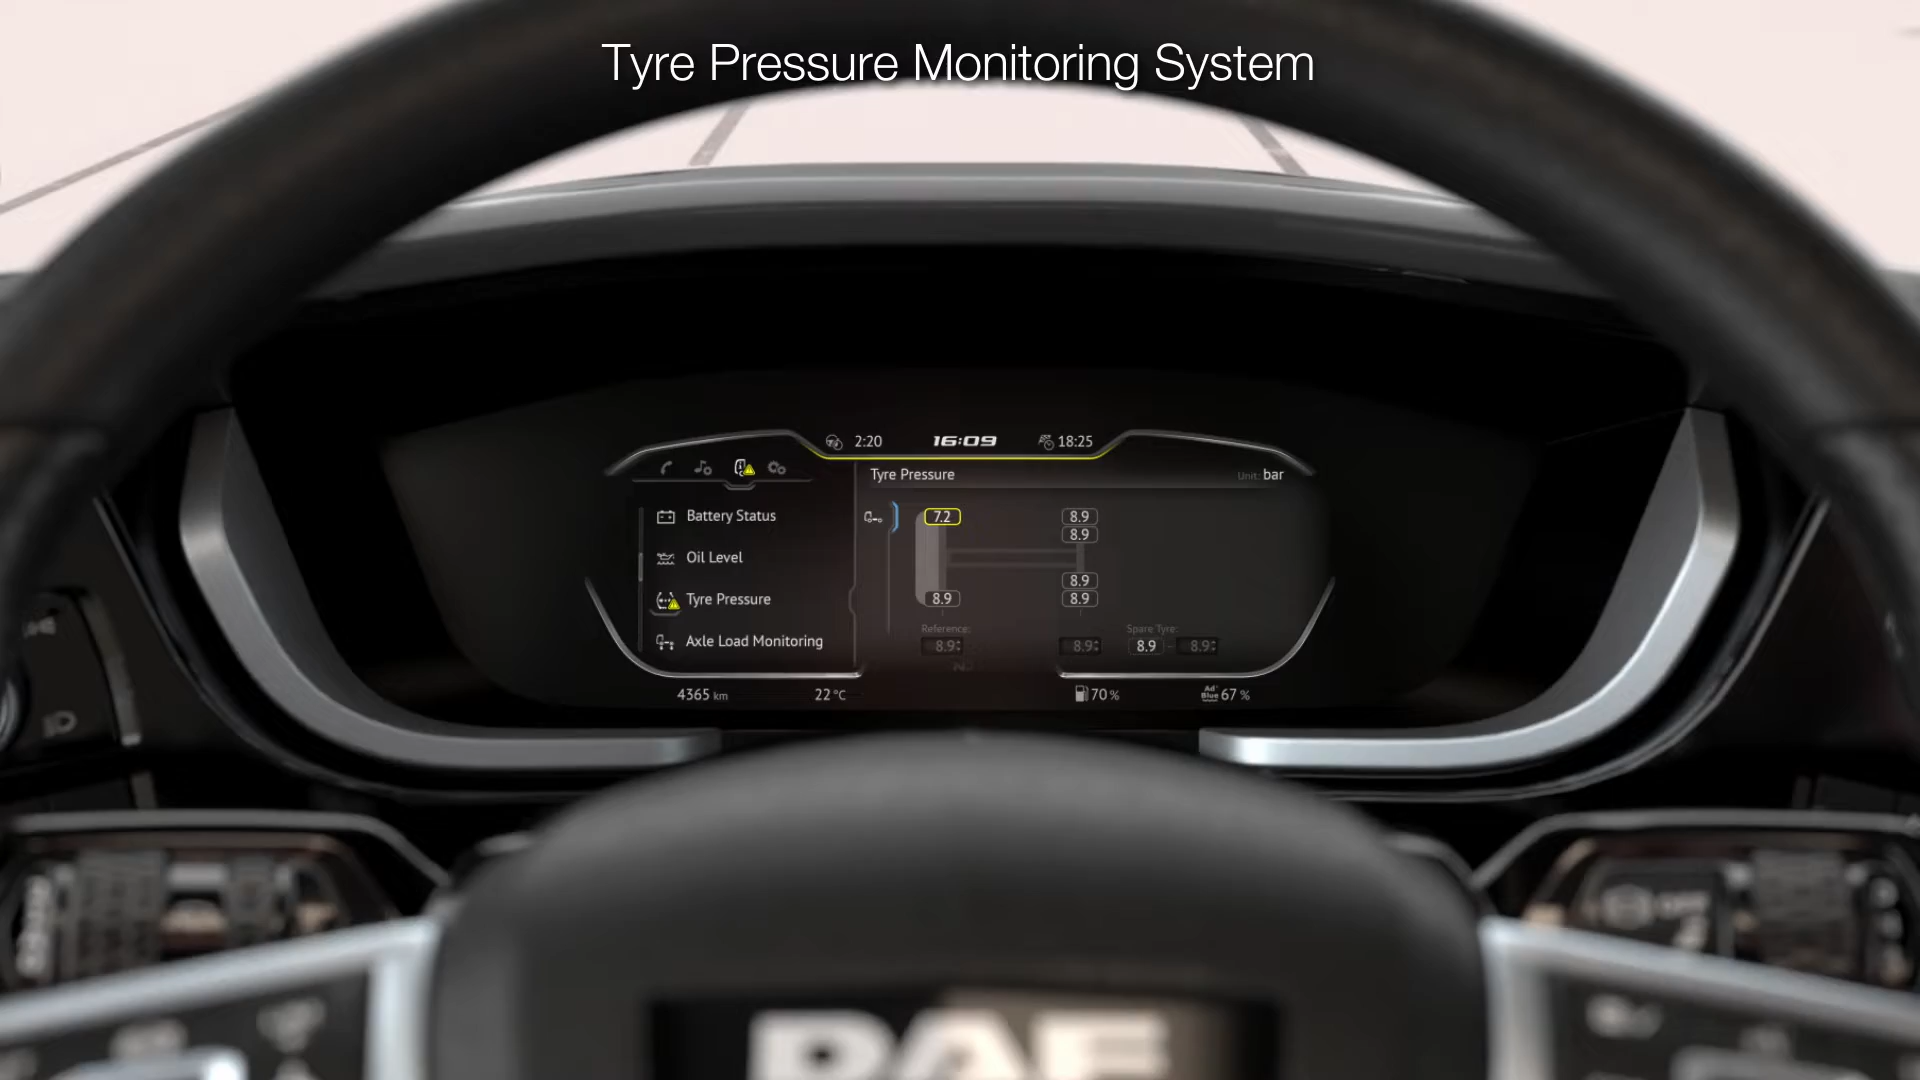 Tyre Pressure Monitoring System
2:20
16:09
18:25
Tyre Pressure
Unit: bar
Battery Status
Oil Level
Tyre Pressure
Axle Load Monitoring
7.2
8.9
8.9
8.9
8.9
8.9
Reference:
8.9
8.9
Spare Tyre:
8.9 - 8.9
4365 km
22 °C
70 %
Ad Blue 67 %
DAF